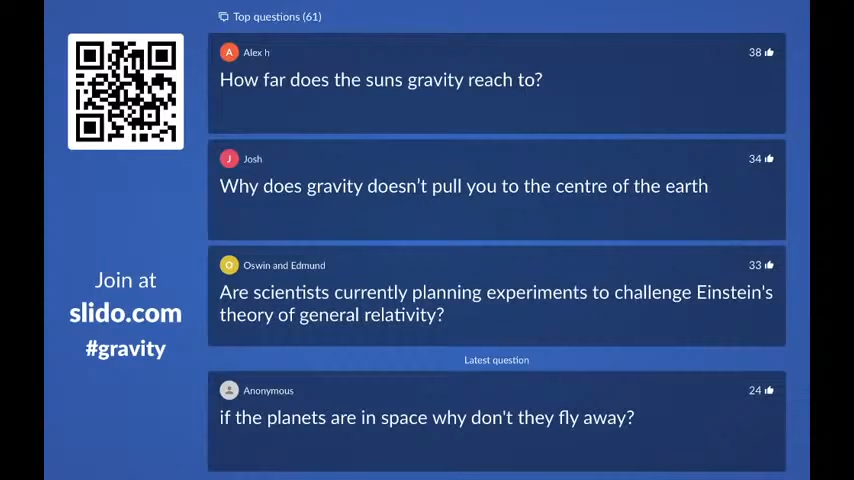 Top questions (61)
A Alex h 38
How far does the suns gravity reach to?
J Josh 34
Why does gravity doesn't pull you to the centre of the earth
O Oswin and Edmund 33
Are scientists currently planning experiments to challenge Einstein's
theory of general relativity?
Latest question
Anonymous 24
if the planets are in space why don't they fly away?
Join at
slido.com
#gravity